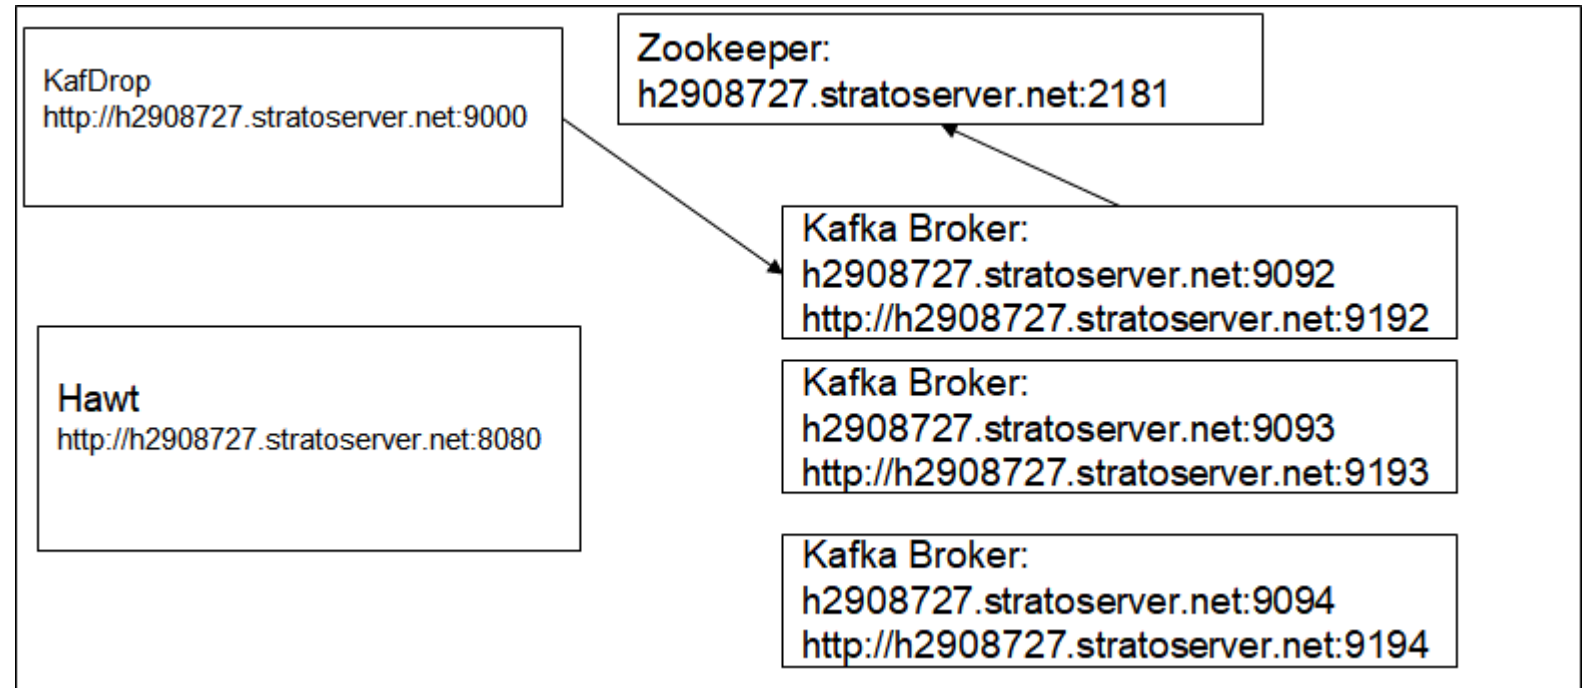 KafDrop
http://h2908727.stratoserver.net:9000
Zookeeper:
h2908727.stratoserver.net:2181
Kafka Broker:
h2908727.stratoserver.net:9092
http://h2908727.stratoserver.net:9192
Hawt
http://h2908727.stratoserver.net:8080
Kafka Broker:
h2908727.stratoserver.net:9093
http://h2908727.stratoserver.net:9193
Kafka Broker:
h2908727.stratoserver.net:9094
http://h2908727.stratoserver.net:9194